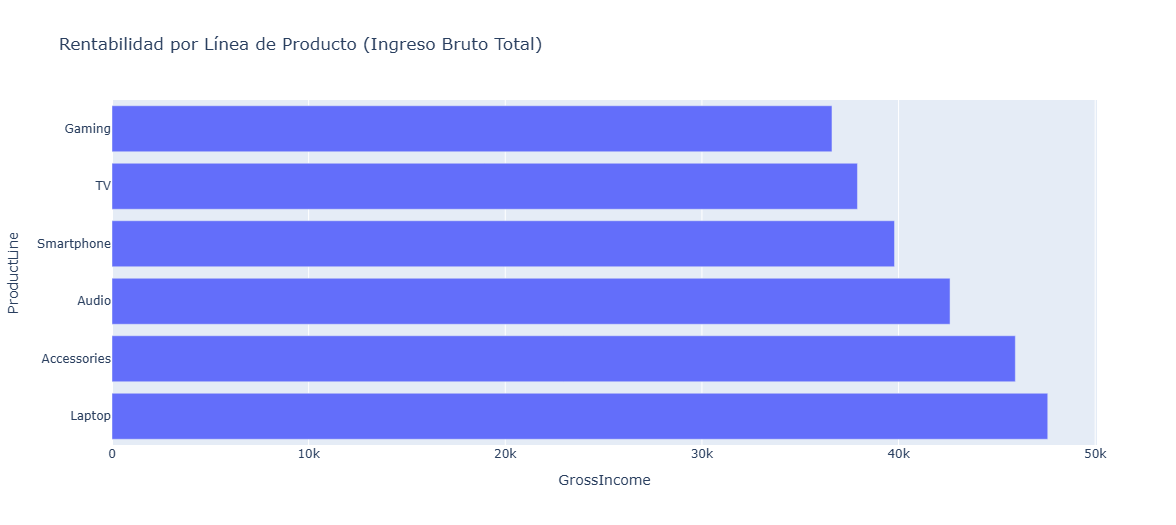 Rentabilidad por Línea de Producto (Ingreso Bruto Total)
Gaming
TV
Smartphone
Audio
Accessories
Laptop
ProductLine
0 10k 20k 30k 40k 50k
GrossIncome